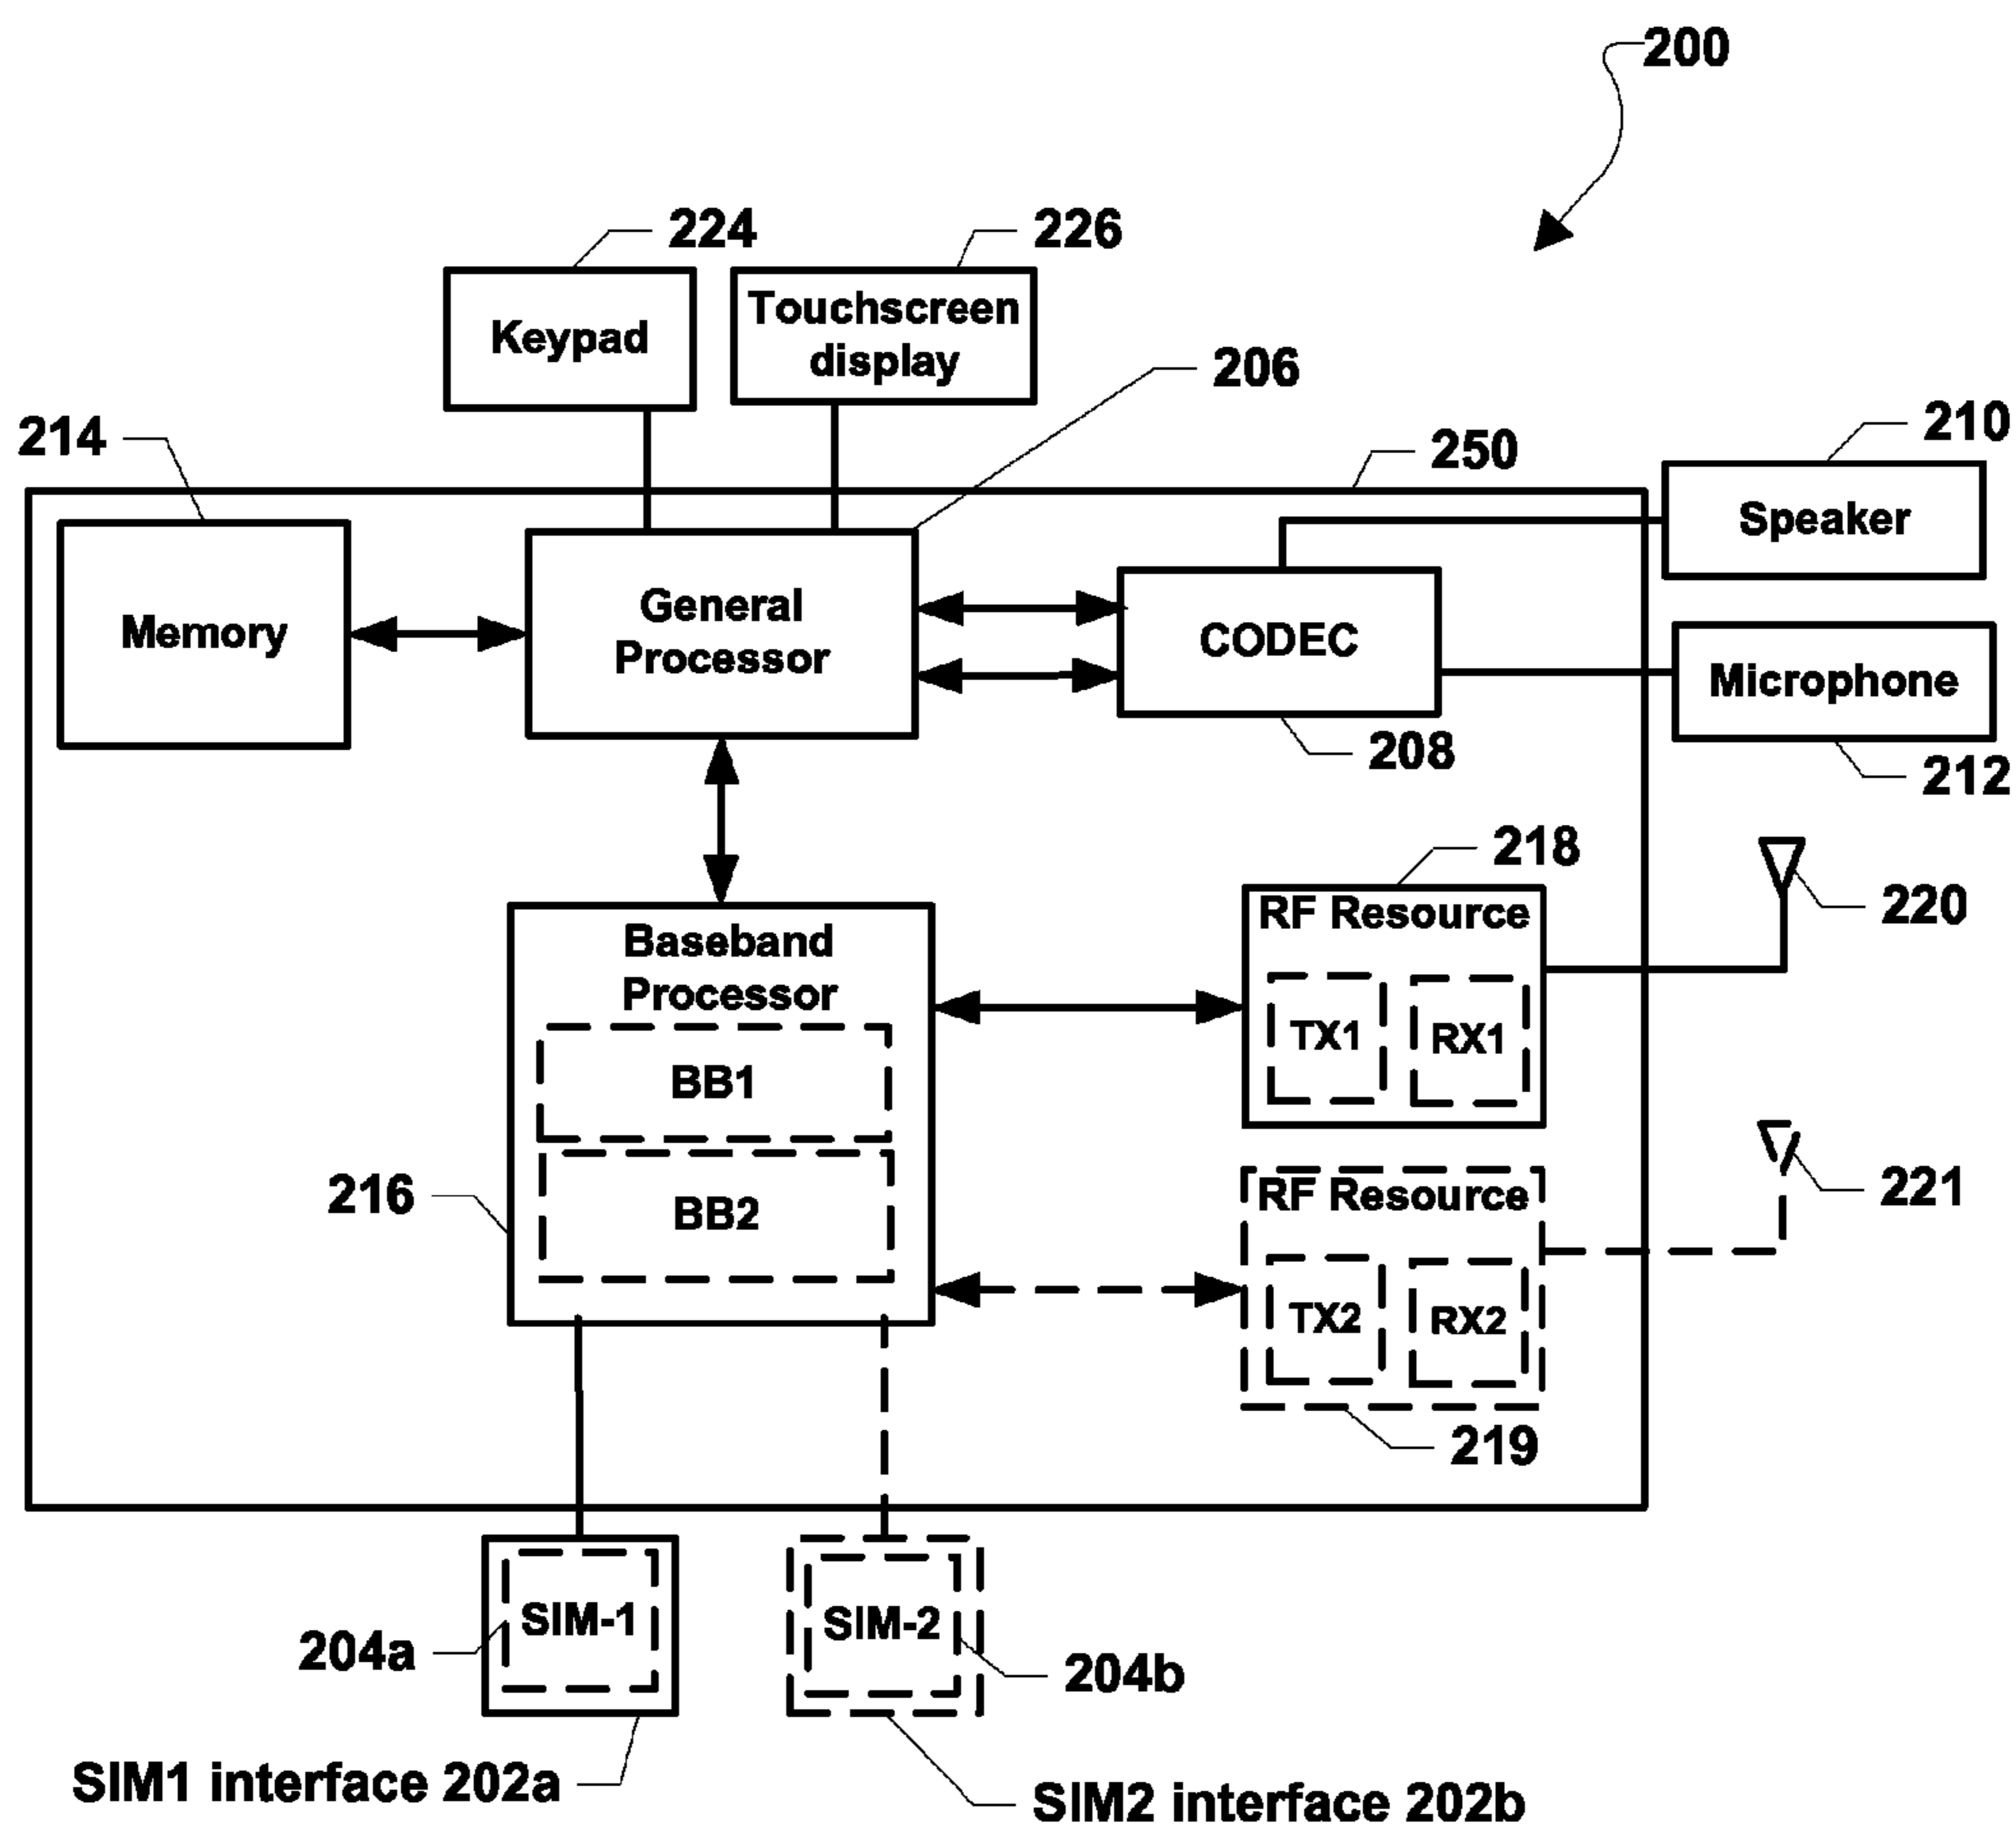 200
224
226
Keypad
Touchscreen
display
206
214
250
210
Speaker
Memory
General
Processor
CODEC
Microphone
208
212
218
220
RF Resource
TX1
RX1
Baseband
Processor
BB1
BB2
216
221
RF Resource
TX2
RX2
219
SIM-1
204a
SIM-2
204b
SIM1 interface 202a
SIM2 interface 202b